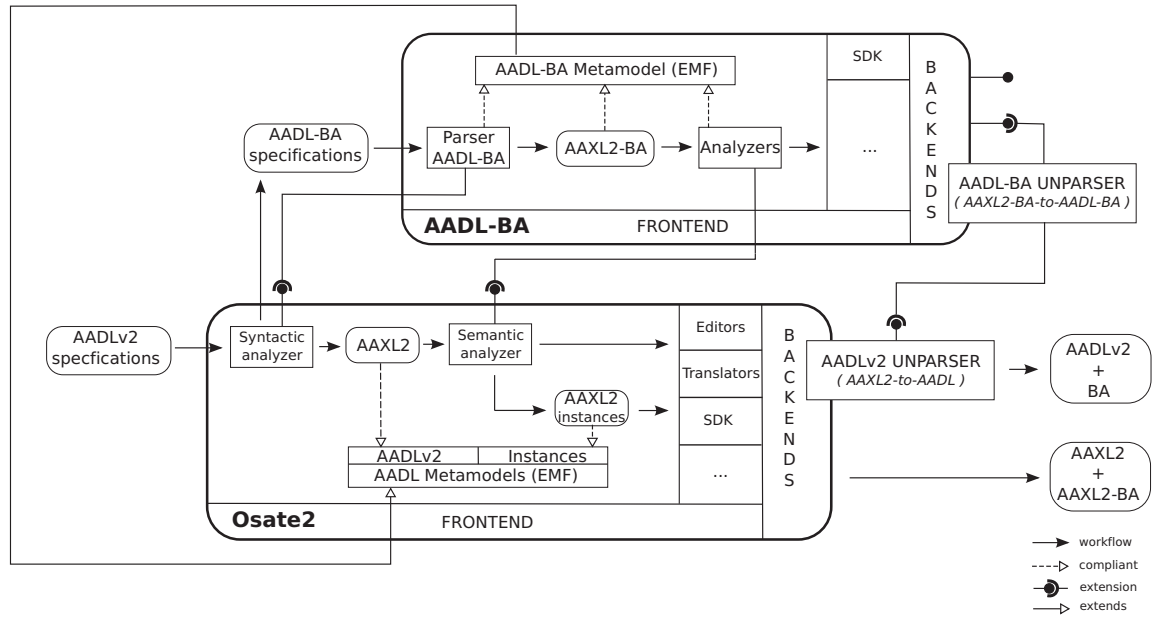 AADL-BA Metamodel (EMF)
SDK
BACKENDS
AADL-BA
specifications
Parser
AADL-BA
AAXL2-BA
Analyzers
...
AADL-BA UNPARSER
( AAXL2-BA-to-AADL-BA )
AADL-BA
FRONTEND
AADLv2
specfications
Syntactic
analyzer
AAXL2
Semantic
analyzer
Editors
Translators
SDK
...
BACKENDS
AAXL2
instances
AADLv2
Instances
AADL Metamodels (EMF)
Osate2
FRONTEND
AADLv2 UNPARSER
( AAXL2-to-AADL )
AADLv2
+
BA
AAXL2
+
AAXL2-BA
workflow
compliant
extension
extends